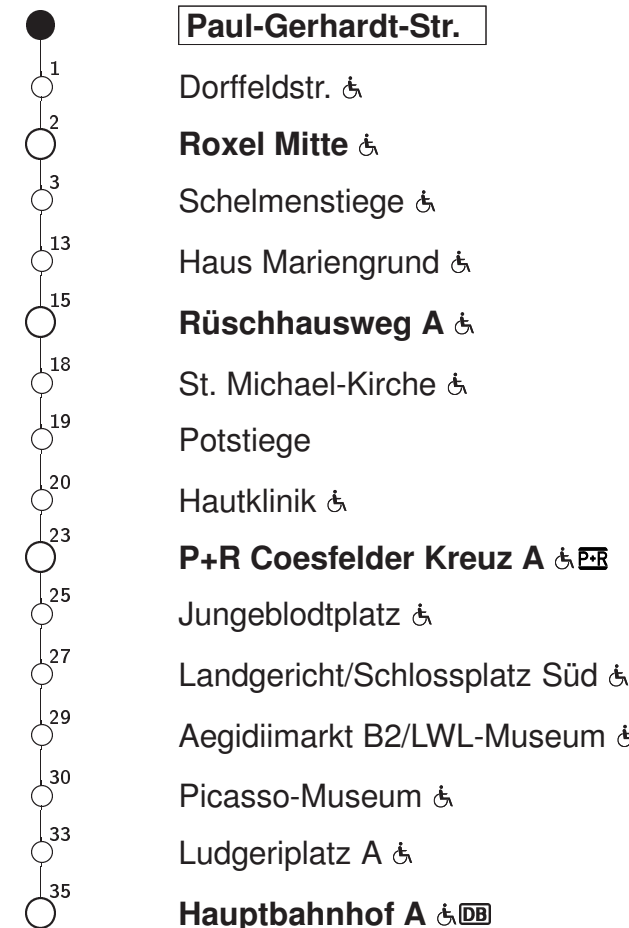 Paul-Gerhardt-Str.
1 Dorffeldstr.
2 Roxel Mitte
3 Schelmenstiege
13 Haus Mariengrund
15 Rüschhausweg A
18 St. Michael-Kirche
19 Potstiege
20 Hautklinik
23 P+R Coesfelder Kreuz A P+R
25 Jungeblodtplatz
27 Landgericht/Schlossplatz Süd
29 Aegidiimarkt B2/LWL-Museum
30 Picasso-Museum
33 Ludgeriplatz A
35 Hauptbahnhof A DB